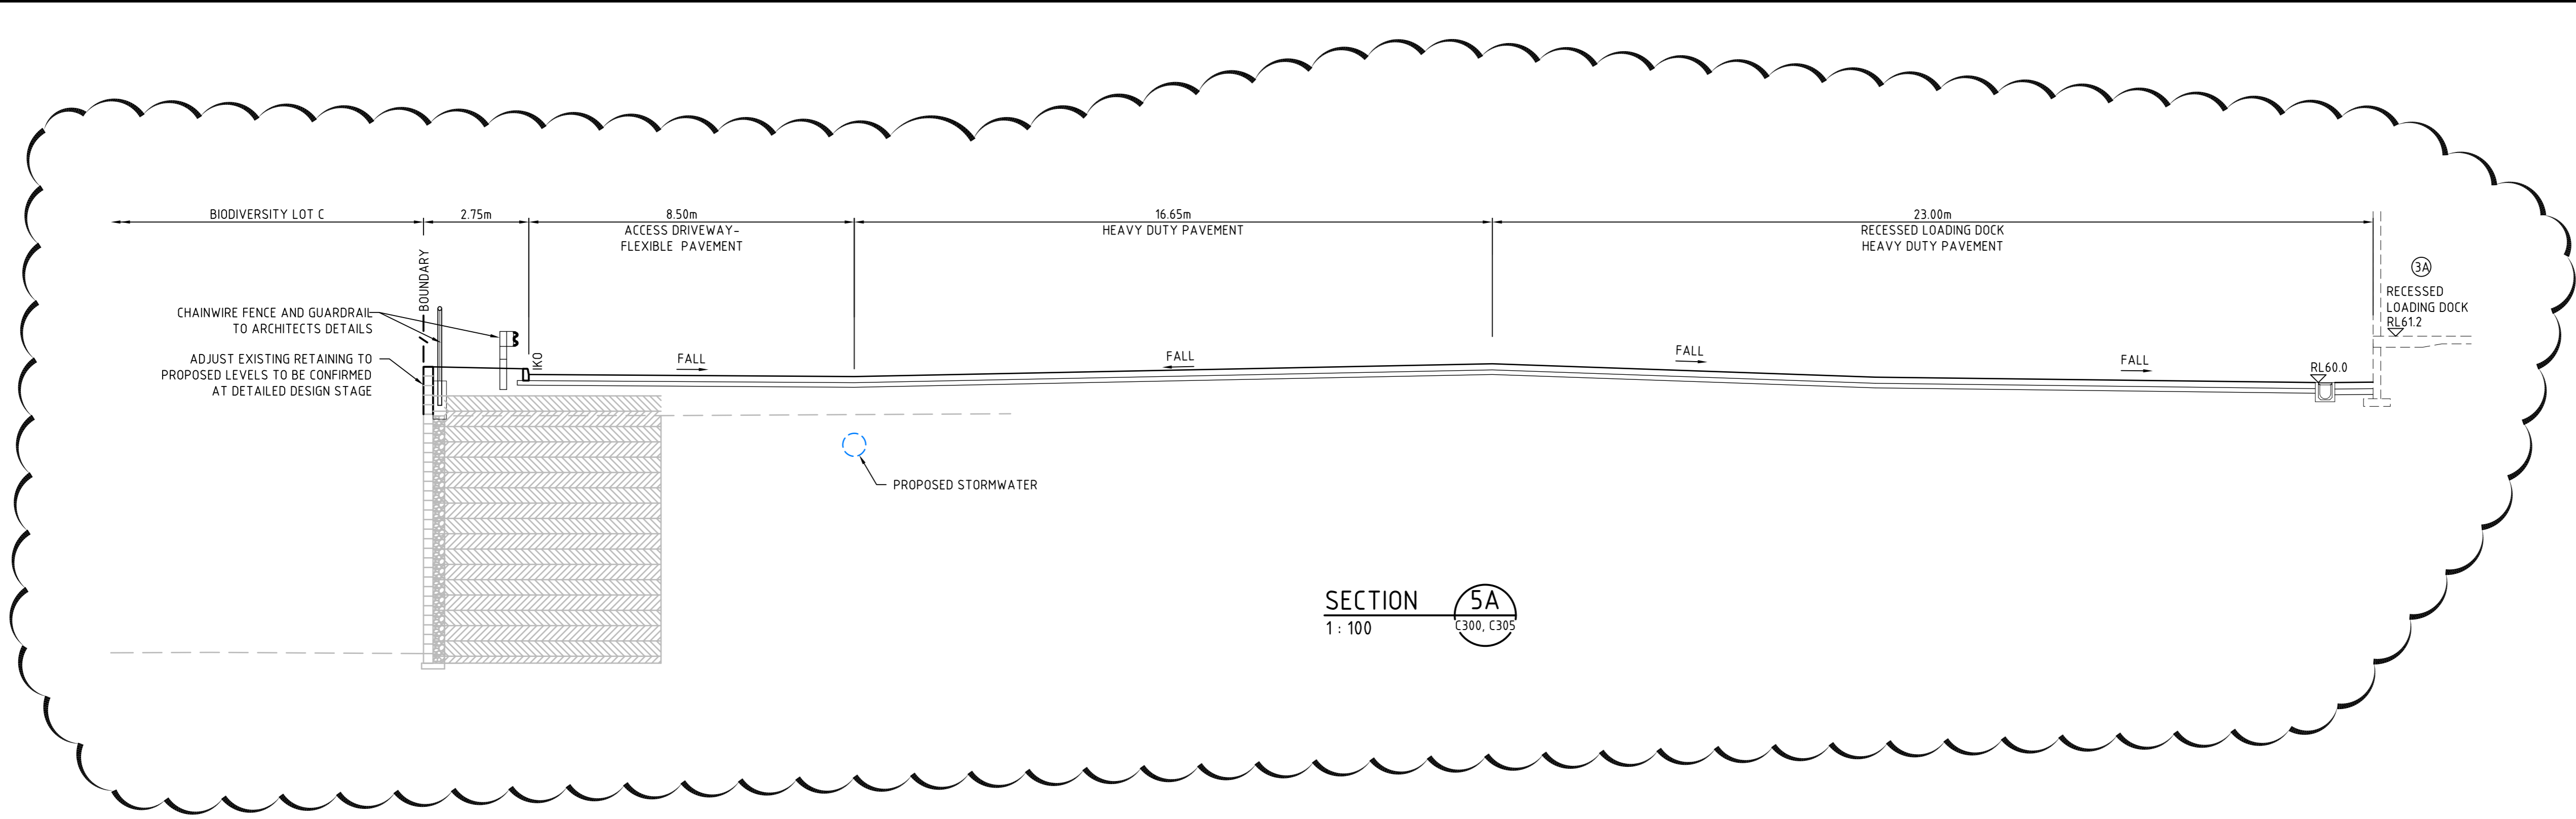 BIODIVERSITY LOT C
2.75m
8.50m
ACCESS DRIVEWAY-
FLEXIBLE PAVEMENT
16.65m
HEAVY DUTY PAVEMENT
23.00m
RECESSED LOADING DOCK
HEAVY DUTY PAVEMENT
BOUNDARY
3A
RECESSED
LOADING DOCK
RL61.2
CHAINWIRE FENCE AND GUARDRAIL
TO ARCHITECTS DETAILS
ADJUST EXISTING RETAINING TO
PROPOSED LEVELS TO BE CONFIRMED
AT DETAILED DESIGN STAGE
KO
FALL
FALL
FALL
FALL
RL60.0
PROPOSED STORMWATER
SECTION
1 : 100
5A
C300, C305